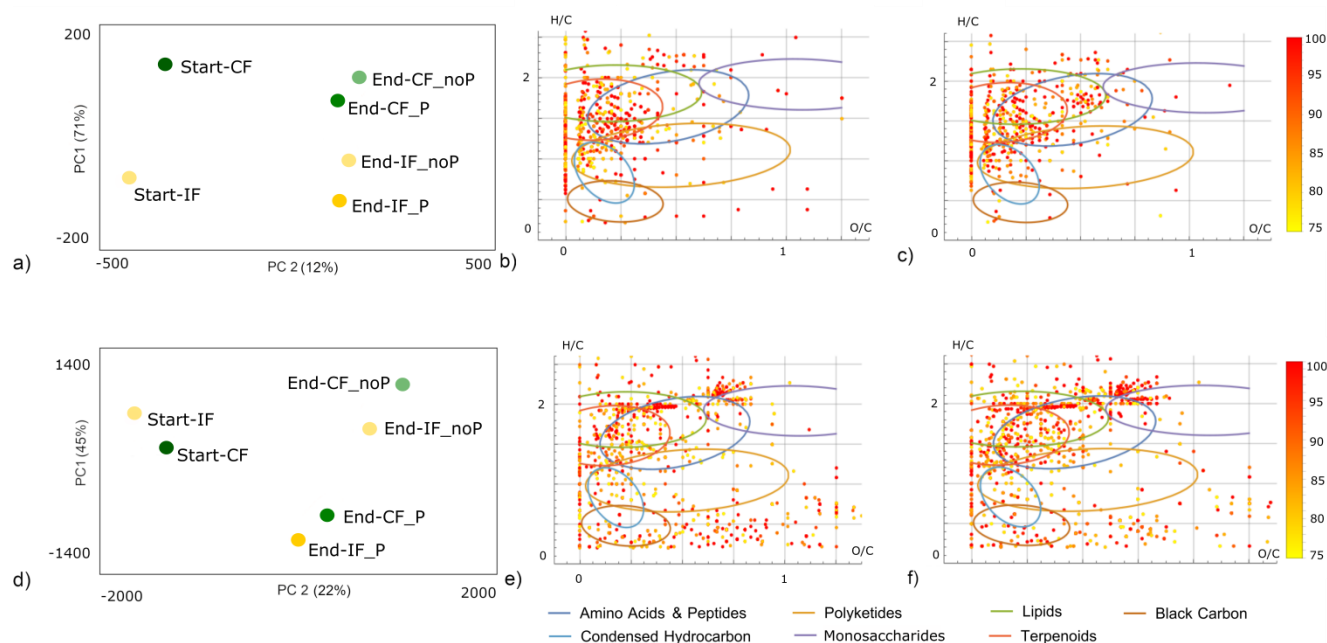 200
Start-CF
End-CF_noP
End-CF_P
End-IF_noP
Start-IF
End-IF_P
PC1 (71%)
-200
-500
PC 2 (12%)
500
a)
H/C
2
0
0
1
O/C
b)
H/C
2
0
0
1
O/C
c)
100
95
90
85
80
75
1400
End-CF_noP
Start-IF
End-IF_noP
Start-CF
End-CF_P
End-IF_P
PC1 (45%)
-1400
-2000
PC 2 (22%)
2000
d)
H/C
2
0
0
1
O/C
e)
H/C
2
0
0
1
O/C
f)
100
95
90
85
80
75
Amino Acids & Peptides
Polyketides
Lipids
Black Carbon
Condensed Hydrocarbon
Monosaccharides
Terpenoids